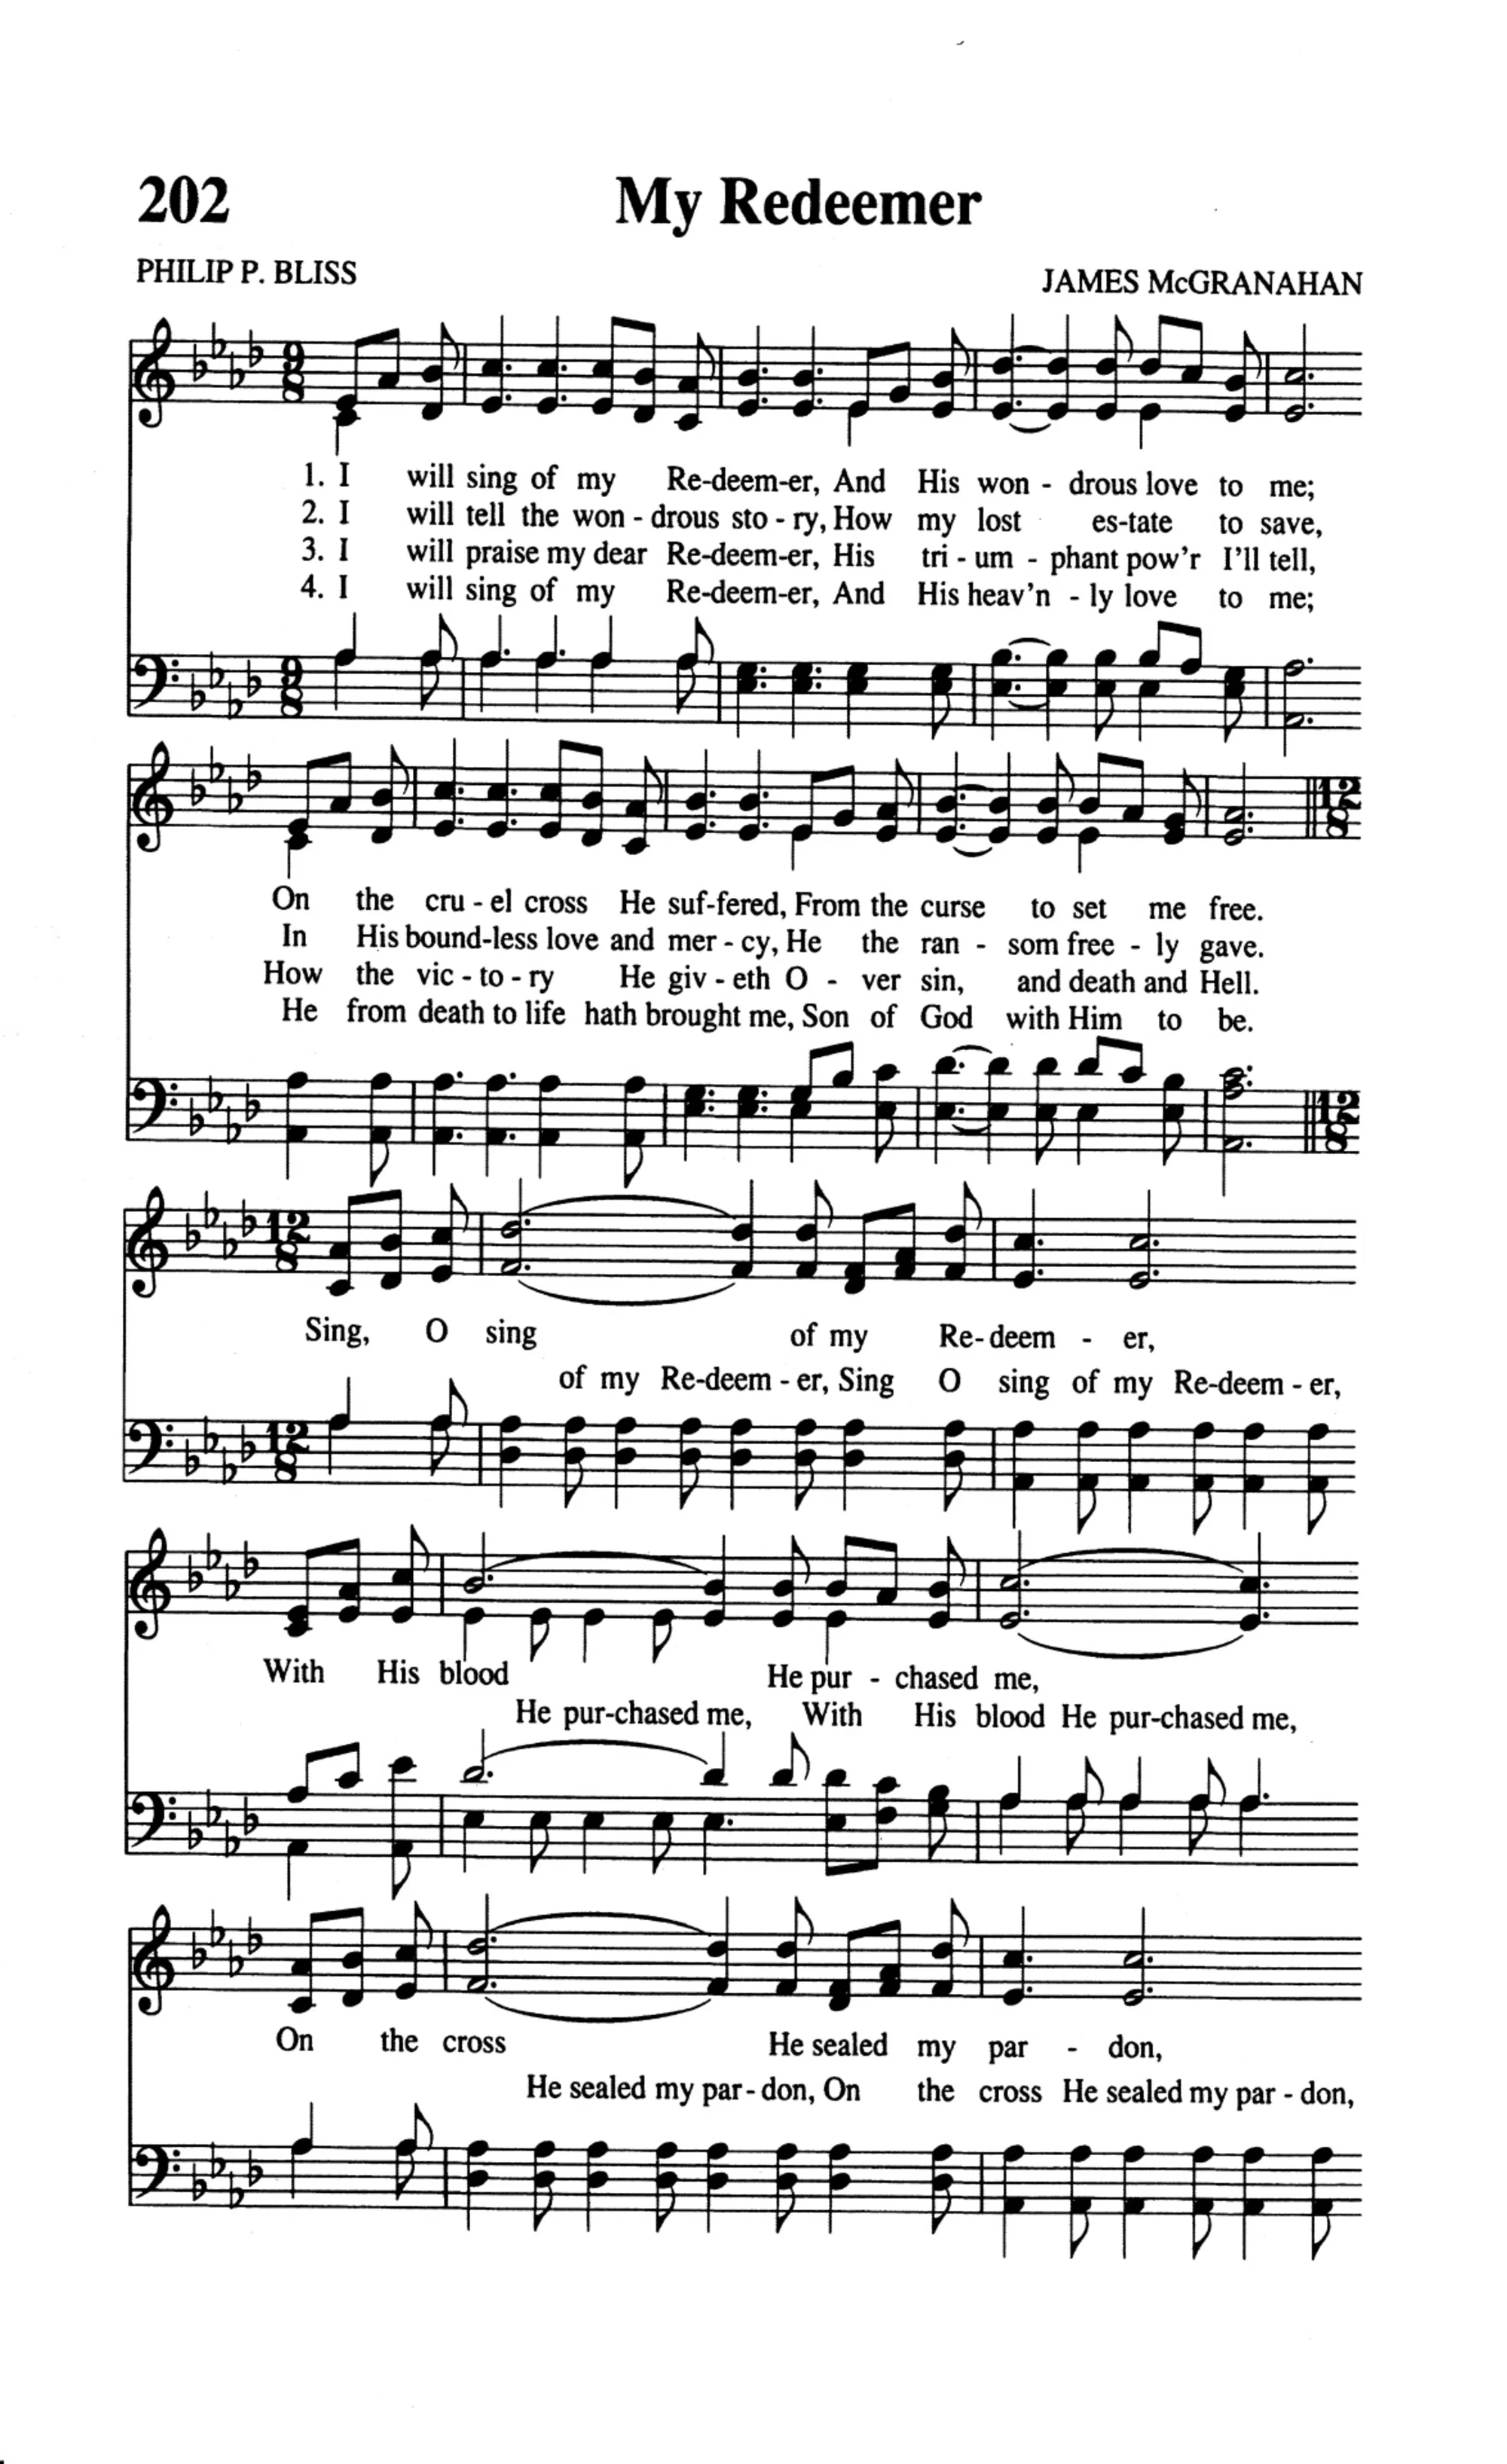 202 My Redeemer
PHILIP P. BLISS
JAMES McGRANAHAN
9 8
1. I will sing of my Re-deem-er, And His won - drous love to me;
2. I will tell the won - drous sto - ry, How my lost es-tate to save,
3. I will praise my dear Re-deem-er, His tri - um - phant pow'r I'll tell,
4. I will sing of my Re-deem-er, And His heav'n - ly love to me;
9 8
12 8
On the cru - el cross He suf-fered, From the curse to set me free.
In His bound-less love and mer - cy, He the ran - som free - ly gave.
How the vic - to - ry He giv - eth O - ver sin, and death and Hell.
He from death to life hath brought me, Son of God with Him to be.
12 8
12 8
Sing, O sing of my Re- deem - er,
of my Re-deem - er, Sing O sing of my Re-deem - er,
12 8
With His blood He pur - chased me,
He pur-chased me, With His blood He pur-chased me,
On the cross He sealed my par - don,
He sealed my par - don, On the cross He sealed my par - don,